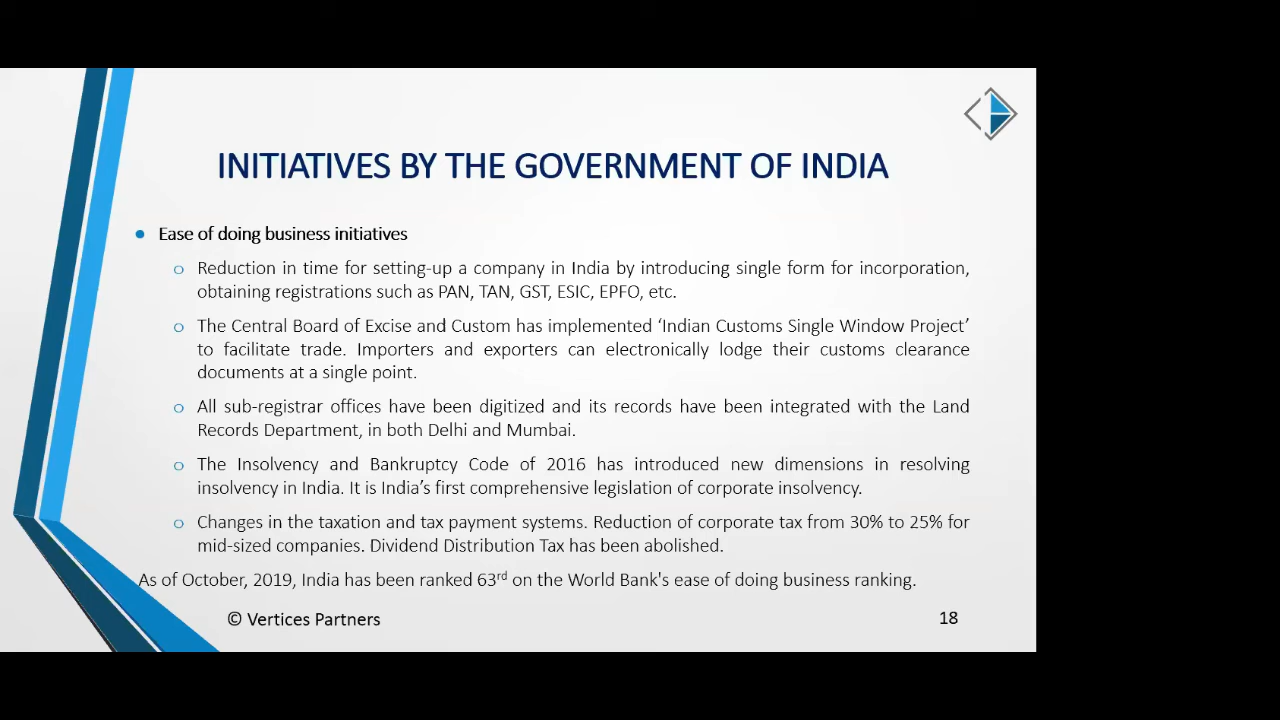 INITIATIVES BY THE GOVERNMENT OF INDIA
Ease of doing business initiatives
Reduction in time for setting-up a company in India by introducing single form for incorporation,
obtaining registrations such as PAN, TAN, GST, ESIC, EPFO, etc.
The Central Board of Excise and Custom has implemented ‘Indian Customs Single Window Project’
to facilitate trade. Importers and exporters can electronically lodge their customs clearance
documents at a single point.
All sub-registrar offices have been digitized and its records have been integrated with the Land
Records Department, in both Delhi and Mumbai.
The Insolvency and Bankruptcy Code of 2016 has introduced new dimensions in resolving
insolvency in India. It is India’s first comprehensive legislation of corporate insolvency.
Changes in the taxation and tax payment systems. Reduction of corporate tax from 30% to 25% for
mid-sized companies. Dividend Distribution Tax has been abolished.
As of October, 2019, India has been ranked 63rd on the World Bank's ease of doing business ranking.
© Vertices Partners
18